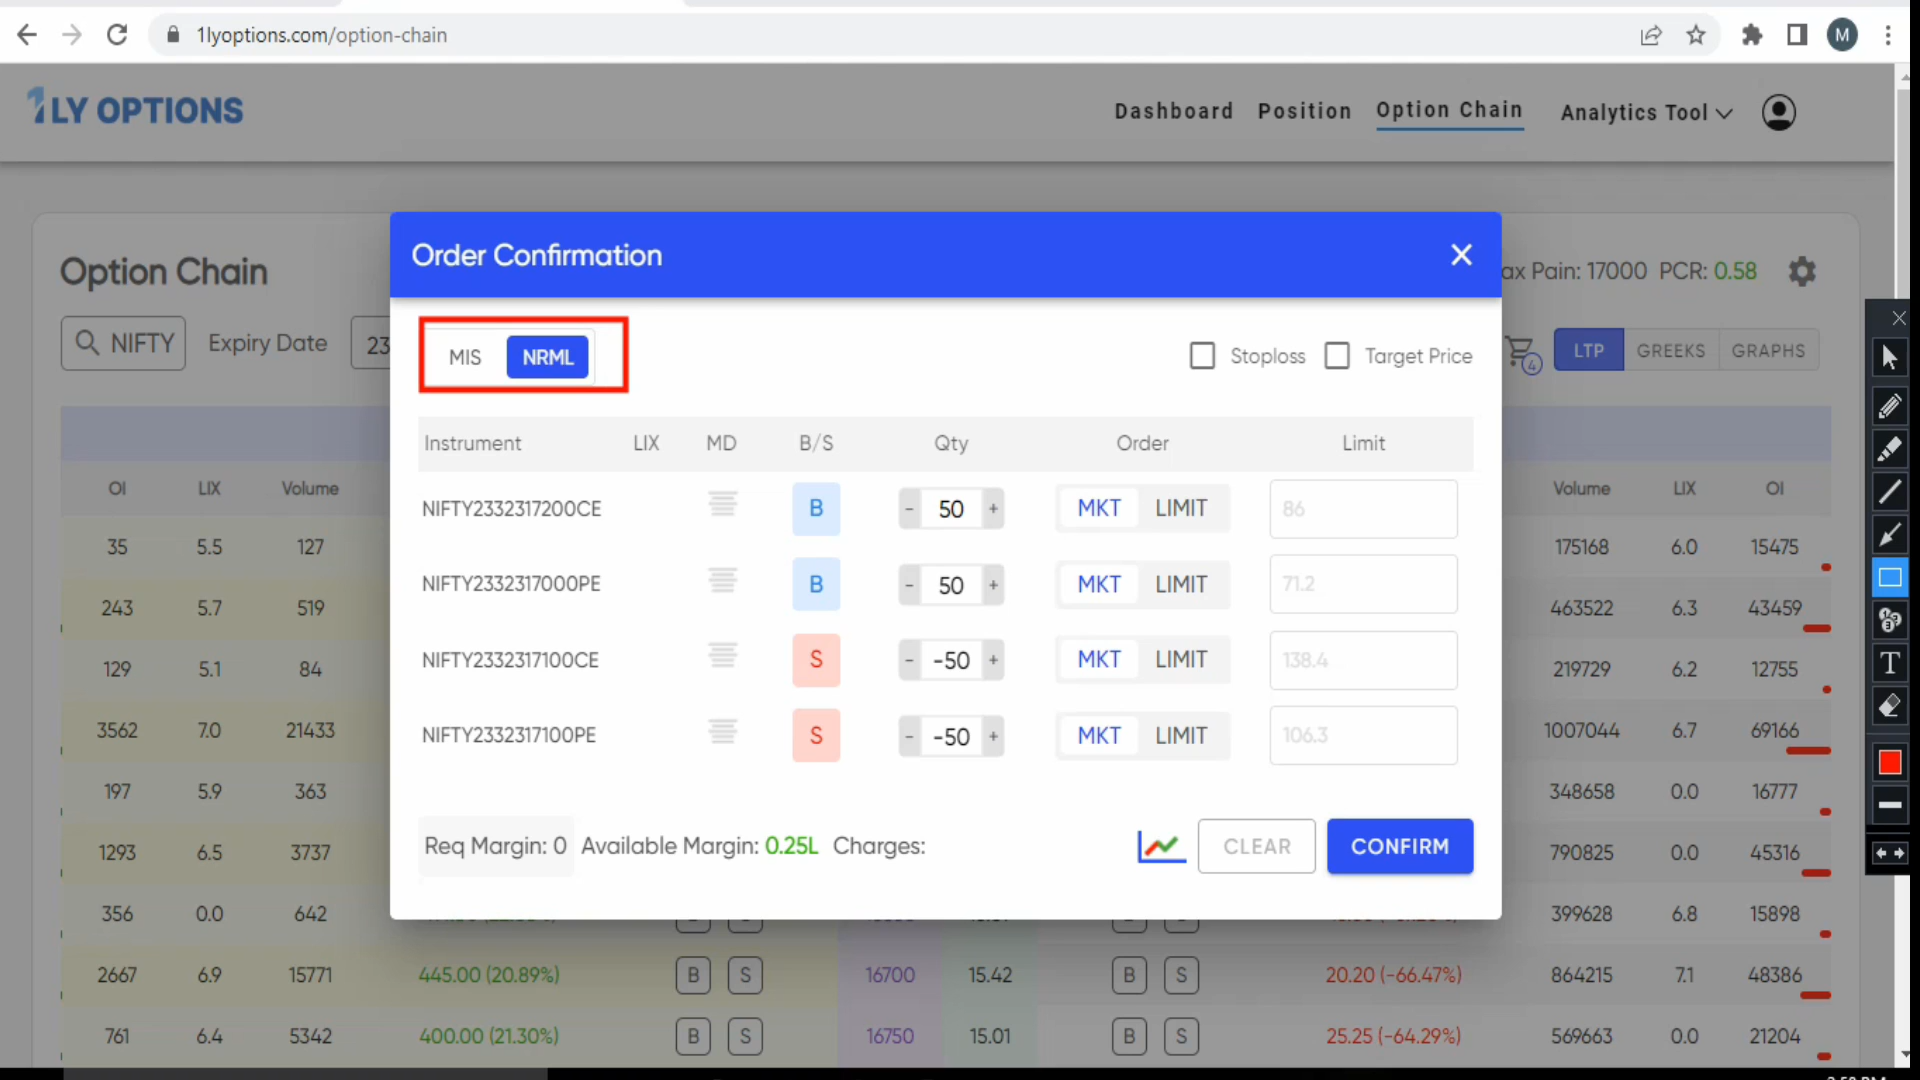 1lyoptions.com/option-chain
M
1LY OPTIONS
Dashboard Position Option Chain Analytics Tool
Option Chain
ax Pain: 17000 PCR: 0.58
NIFTY Expiry Date 23
4 LTP GREEKS GRAPHS
Order Confirmation
MIS NRML
Stoploss Target Price
Instrument LIX MD B/S Qty Order Limit
NIFTY2332317200CE B - 50 + MKT LIMIT 86
NIFTY2332317000PE B - 50 + MKT LIMIT 71.2
NIFTY2332317100CE S - -50 + MKT LIMIT 138.4
NIFTY2332317100PE S - -50 + MKT LIMIT 106.3
Req Margin: 0 Available Margin: 0.25L Charges:
CLEAR CONFIRM
OI LIX Volume Volume LIX OI
35 5.5 127 175168 6.0 15475
243 5.7 519 463522 6.3 43459
129 5.1 84 219729 6.2 12755
3562 7.0 21433 1007044 6.7 69166
197 5.9 363 348658 0.0 16777
1293 6.5 3737 790825 0.0 45316
356 0.0 642 399628 6.8 15898
2667 6.9 15771 445.00 (20.89%) B S 16700 15.42 B S 20.20 (-66.47%) 864215 7.1 48386
761 6.4 5342 400.00 (21.30%) B S 16750 15.01 B S 25.25 (-64.29%) 569663 0.0 21204
T